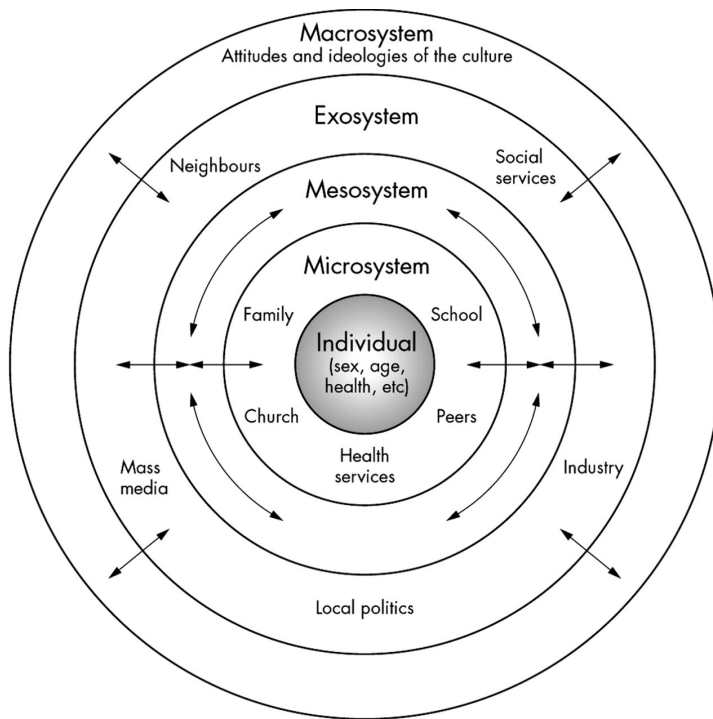 Macrosystem
Attitudes and ideologies of the culture
Exosystem
Neighbours
Social
services
Mesosystem
Microsystem
Family
School
Individual
(sex, age,
health, etc)
Church
Peers
Health
services
Mass
media
Industry
Local politics